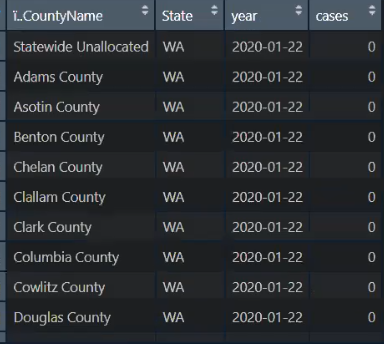 ï..CountyName State year cases
Statewide Unallocated WA 2020-01-22 0
Adams County WA 2020-01-22 0
Asotin County WA 2020-01-22 0
Benton County WA 2020-01-22 0
Chelan County WA 2020-01-22 0
Clallam County WA 2020-01-22 0
Clark County WA 2020-01-22 0
Columbia County WA 2020-01-22 0
Cowlitz County WA 2020-01-22 0
Douglas County WA 2020-01-22 0